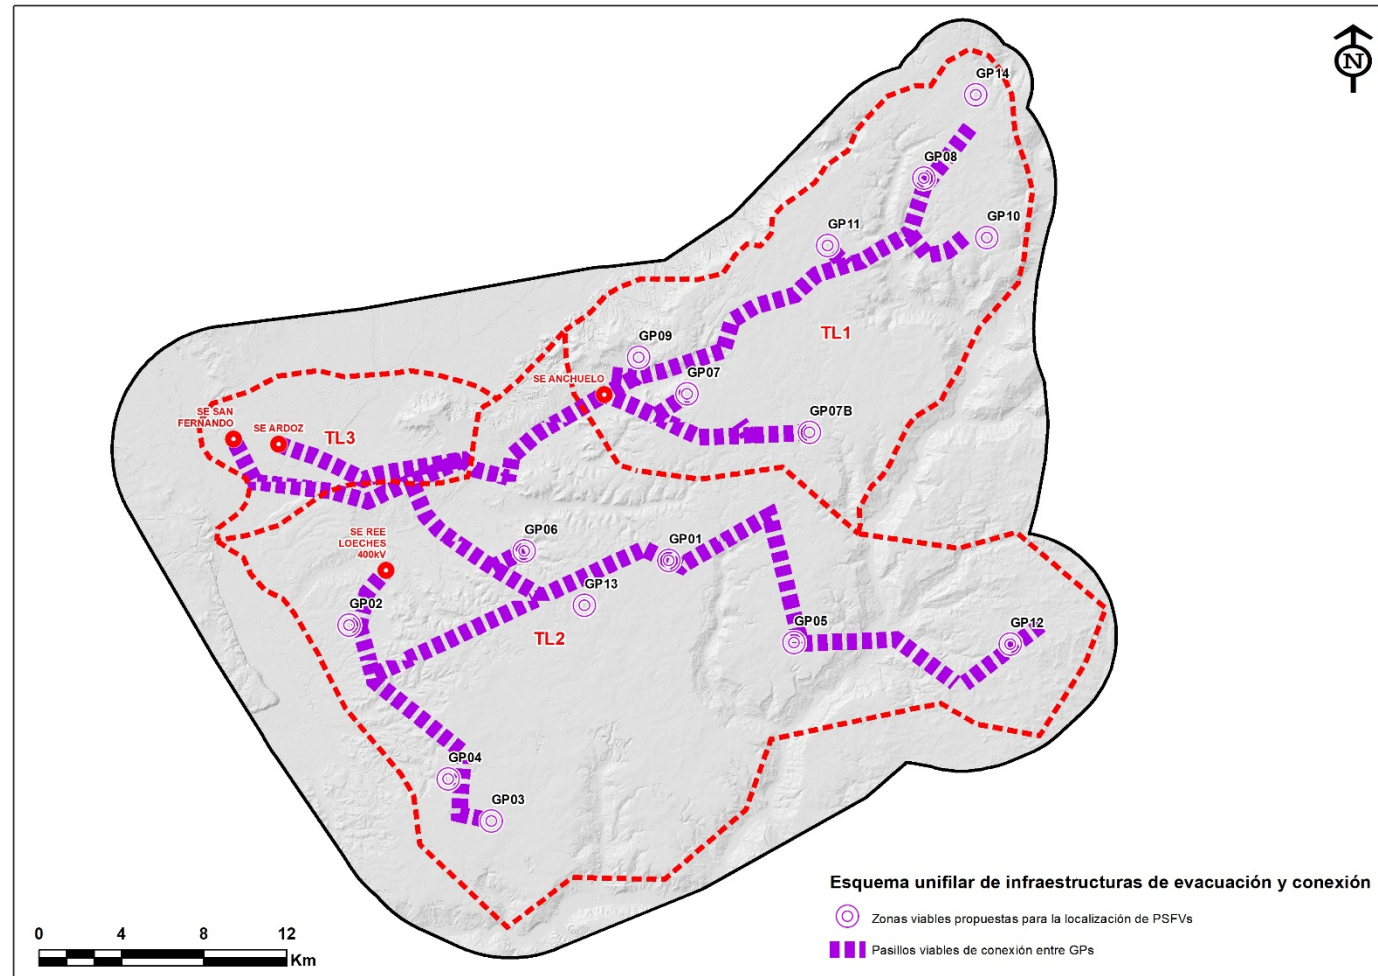 N
GP14
GP08
GP10
GP11
TL1
GP09
GP07
SE ANCHUELO
GP07B
SE SAN
FERNANDO
SE ARDOZ
TL3
SE REE
LOECHES
400kV
GP06
GP01
GP13
GP02
TL2
GP05
GP12
GP04
GP03
Esquema unifilar de infraestructuras de evacuación y conexión
Zonas viables propuestas para la localización de PSFVs
Pasillos viables de conexión entre GPs
0 4 8 12
Km